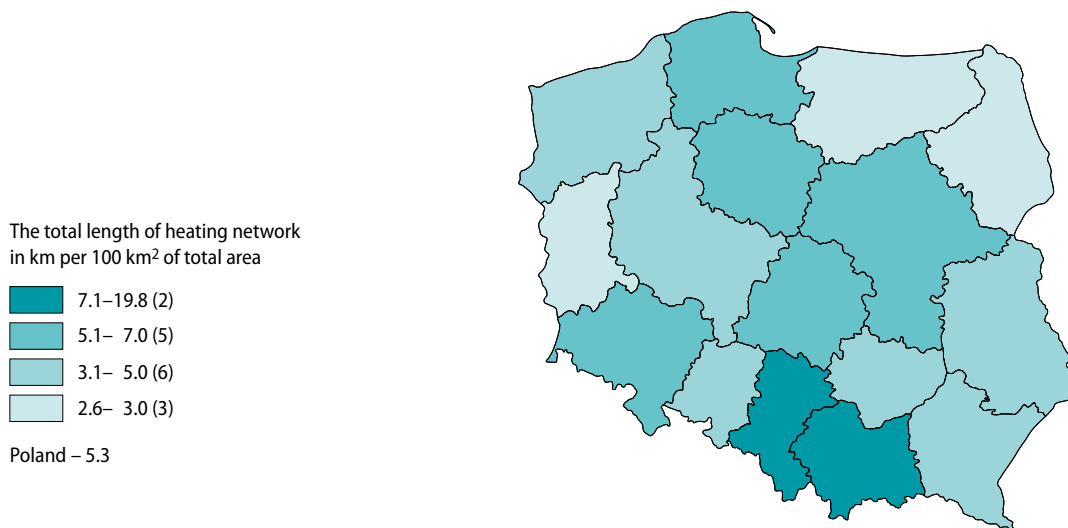 The total length of heating network
in km per 100 km² of total area
7.1–19.8 (2)
5.1– 7.0 (5)
3.1– 5.0 (6)
2.6– 3.0 (3)
Poland – 5.3